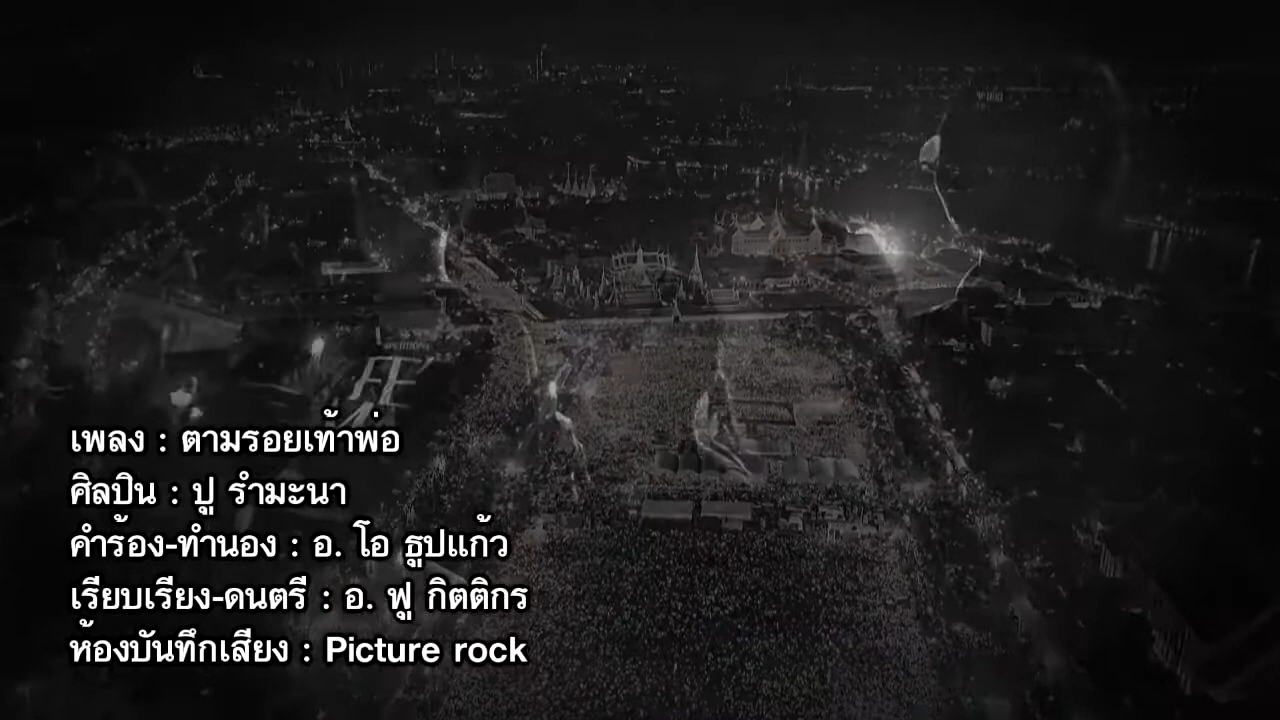 เพลง : ตามรอยเท้าพ่อ
ศิลปิน : ปู รำมะนา
คำร้อง-ทำนอง : อ. โอ ธูปแก้ว
เรียบเรียง-ดนตรี : อ. ฟู กิตติกร
ห้องบันทึกเสียง : Picture rock